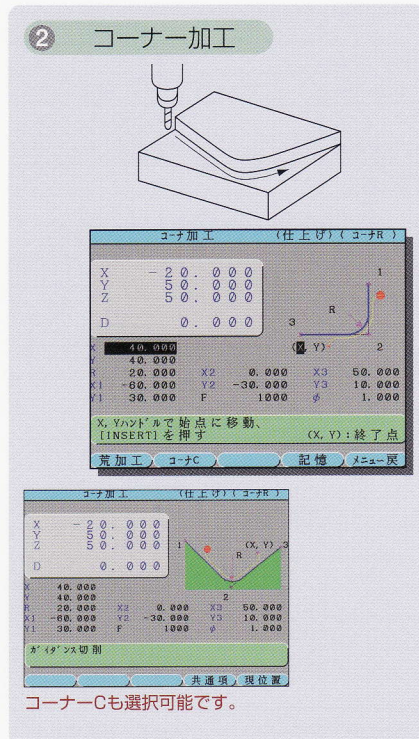 2 コーナー加工
コーナ加工 (仕上げ) (コーナR)
X -20.000
Y 50.000
Z 50.000
D 0.000
1
R
3
(X, Y)
2
X 40.000
Y 40.000
R 20.000 X2 0.000 X3 50.000
X1 -60.000 Y2 -30.000 Y3 10.000
Y1 30.000 F 1000 φ 1.000
X, Yハンドルで始点に移動、
[INSERT]を押す (X, Y):終了点
荒加工 コーナC 記憶 メニュー戻
コーナ加工 (仕上げ) (コーナR)
X -20.000
Y 50.000
Z 50.000
D 0.000
1
(X, Y)
3
R
2
X 40.000
Y 40.000
R 20.000 X2 0.000 X3 50.000
X1 -60.000 Y2 -30.000 Y3 10.000
Y1 30.000 F 1000 φ 1.000
ガイダンス切削
共通項 現位置
コーナーCも選択可能です。